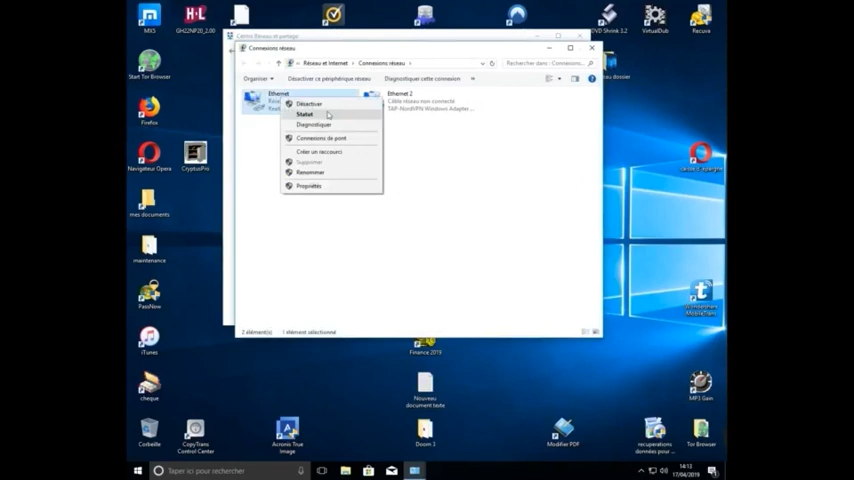 MX5
GH22NP20_2.00
DVD Shrink 3.2
VirtualDub
Recuva
Centre Réseau et partage
Connexions réseau
Réseau et Internet
Connexions réseau
Rechercher dans : Connexions...
Organiser
Désactiver ce périphérique réseau
Diagnostiquer cette connexion
»
Ethernet
Ethernet 2
Câble réseau non connecté
TAP-NordVPN Windows Adapter ...
Désactiver
Statut
Diagnostiquer
Connexions de pont
Créer un raccourci
Supprimer
Renommer
Propriétés
2 élément(s)
1 élément sélectionné
Start Tor Browser
Firefox
Navigateur Opera
CryptusPro
mes documents
maintenance
PassNow
iTunes
cheque
Corbeille
CopyTrans
Control Center
Acronis True
Image
Finance 2019
Nouveau
document texte
Doom 3
Modifier PDF
recuperations
données pour ...
Tor Browser
MP3 Gain
Wondershare
MobileTrans
Taper ici pour rechercher
14:13
17/04/2019